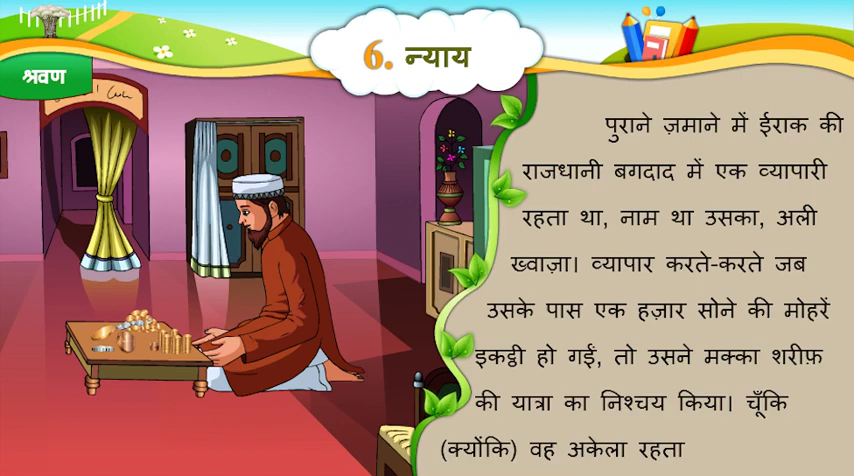 6. न्याय
श्रवण
पुराने ज़माने में ईराक की
राजधानी बगदाद में एक व्यापारी
रहता था, नाम था उसका, अली
ख्वाज़ा। व्यापार करते-करते जब
उसके पास एक हज़ार सोने की मोहरें
इकट्ठी हो गईं, तो उसने मक्का शरीफ़
की यात्रा का निश्चय किया। चूँकि
(क्योंकि) वह अकेला रहता